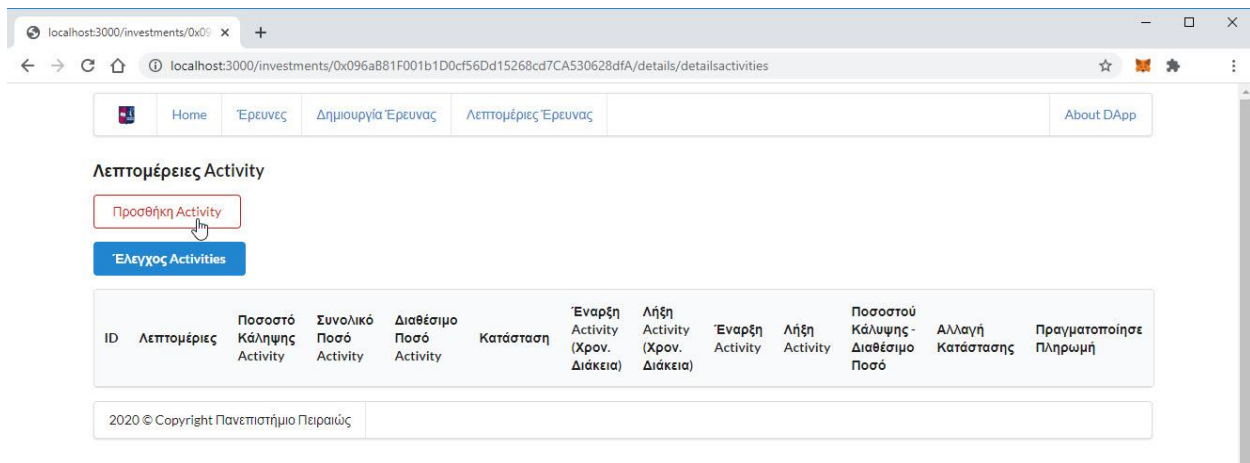 localhost:3000/investments/0x09
localhost:3000/investments/0x096aB81F001b1D0cf56Dd15268cd7CA530628dfA/details/detailsactivities
Home Έρευνες Δημιουργία Έρευνας Λεπτομέριες Έρευνας About DApp
Λεπτομέρειες Activity
Προσθήκη Activity
Έλεγχος Activities
ID
Λεπτομέριες
Ποσοστό
Κάληψης
Activity
Συνολικό
Ποσό
Activity
Διαθέσιμο
Ποσό
Activity
Κατάσταση
Έναρξη
Activity
(Χρον.
Διάκεια)
Λήξη
Activity
(Χρον.
Διάκεια)
Έναρξη
Activity
Λήξη
Activity
Ποσοστού
Κάλυψης -
Διαθέσιμο
Ποσό
Αλλαγή
Κατάστασης
Πραγματοποίησε
Πληρωμή
2020 © Copyright Πανεπιστήμιο Πειραιώς